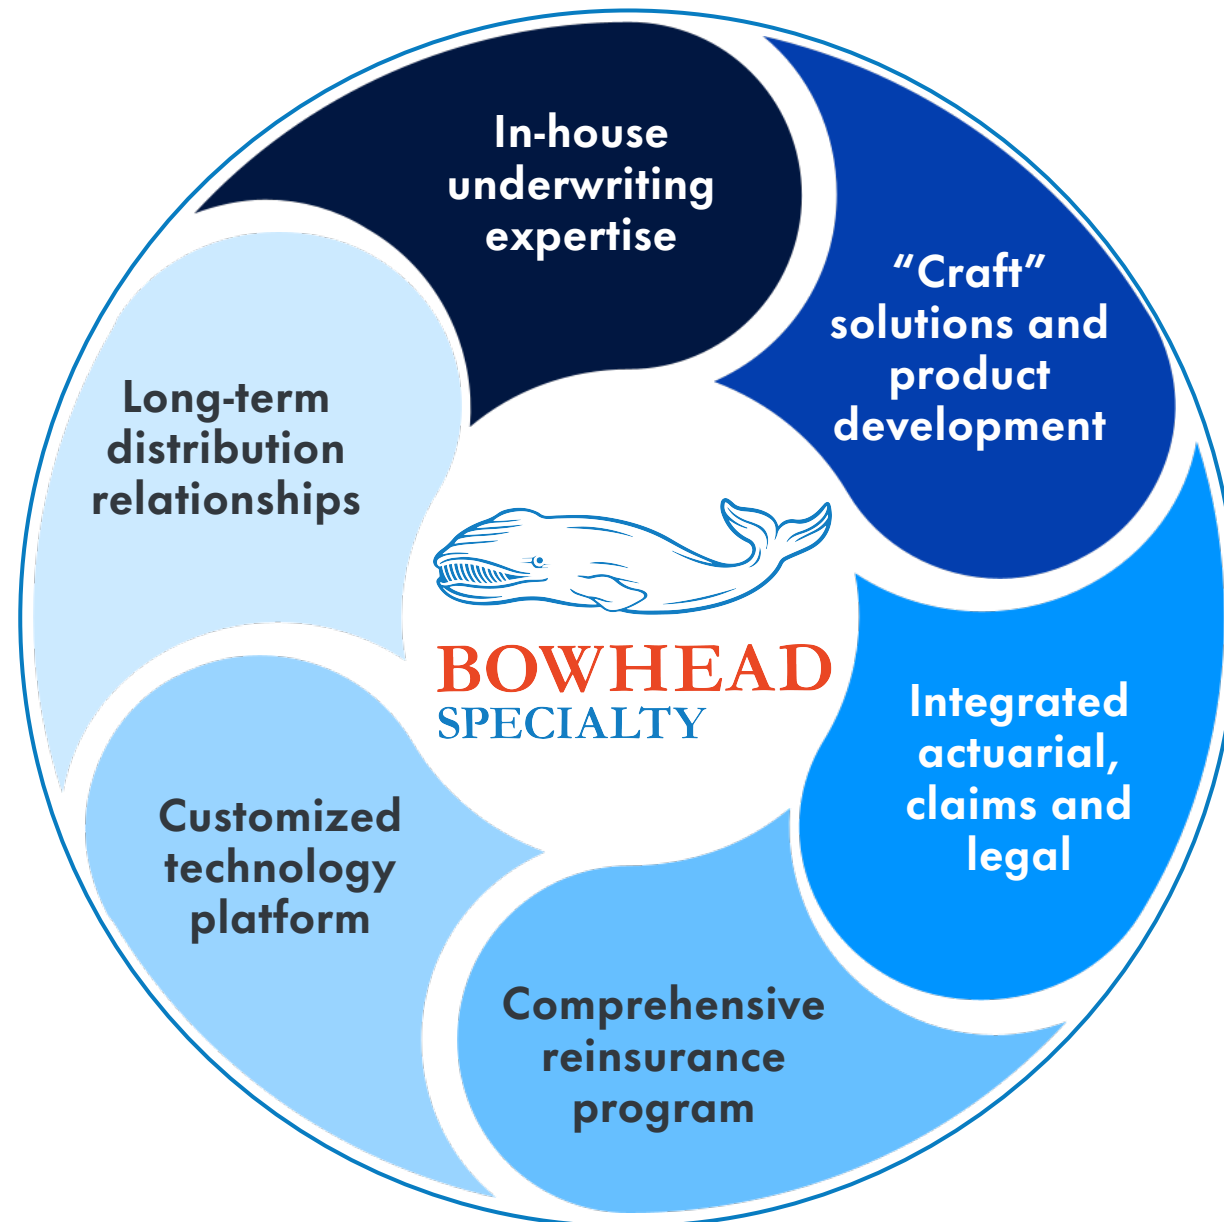 In-house
underwriting
expertise
“Craft”
solutions and
product
development
Integrated
actuarial,
claims and
legal
Comprehensive
reinsurance
program
Customized
technology
platform
Long-term
distribution
relationships
BOWHEAD
SPECIALTY